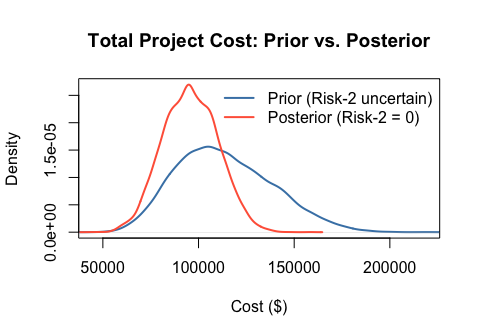 Total Project Cost: Prior vs. Posterior
Prior (Risk-2 uncertain)
Posterior (Risk-2 = 0)
Density
1.5e-05
0.0e+00
50000 100000 150000 200000
Cost ($)